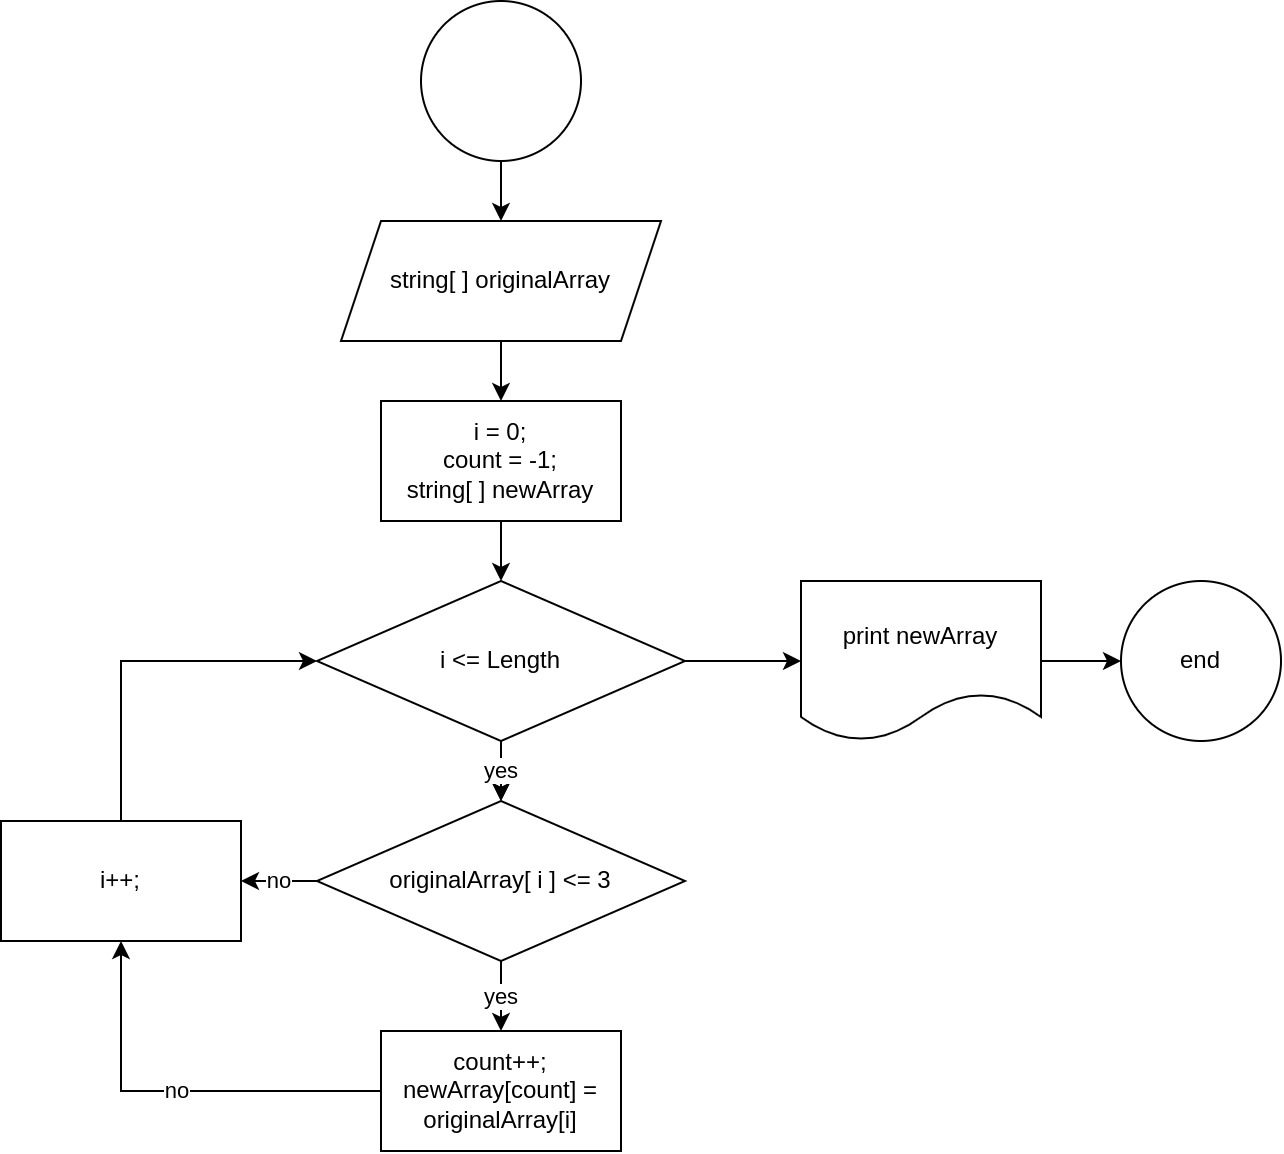 string[ ] originalArray
i = 0;
count = -1;
string[ ] newArray
i <= Length
print newArray
end
yes
i++;
no
originalArray[ i ] <= 3
yes
count++;
newArray[count] =
originalArray[i]
no